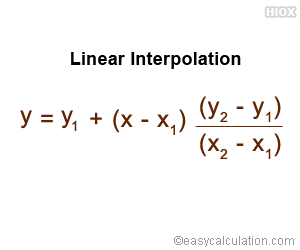 HIOX
Linear Interpolation
y = y₁ + (x - x₁) (y₂ - y₁)
(x₂ - x₁)
©easycalculation.com